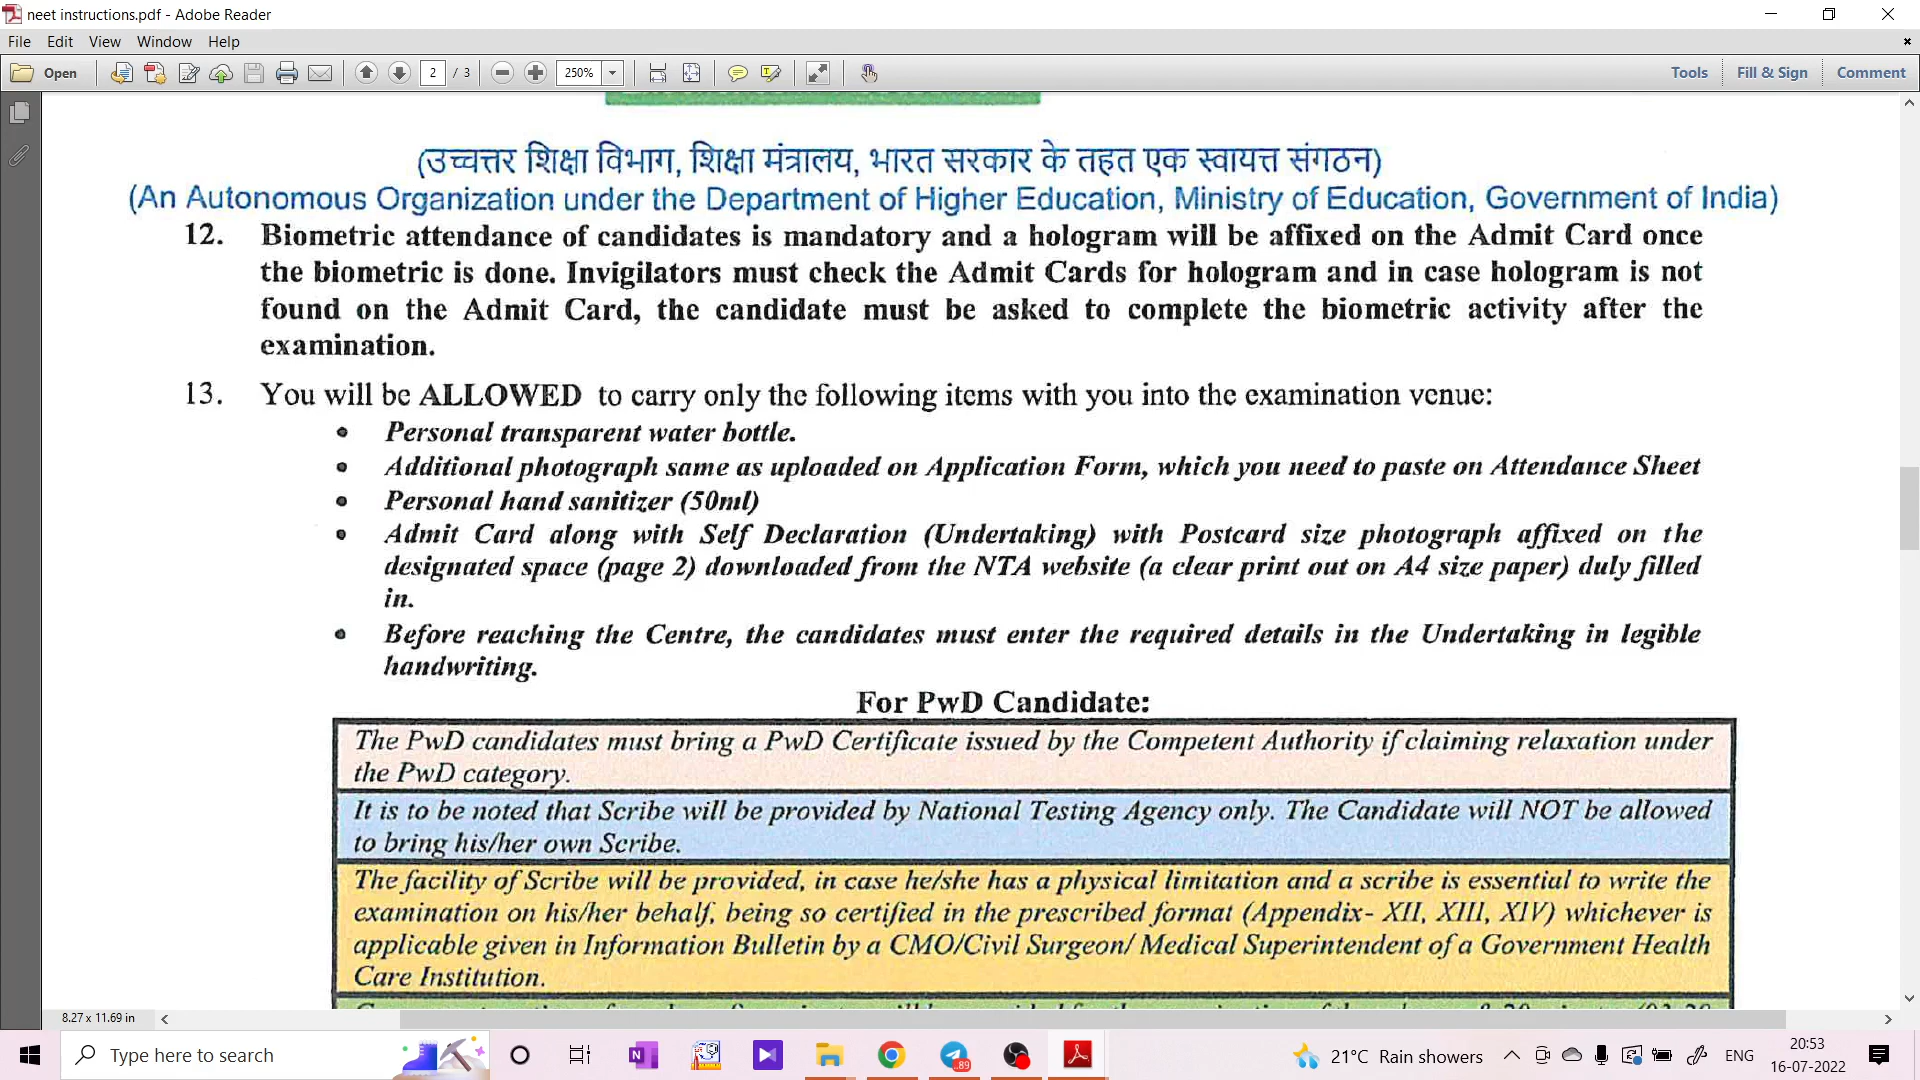 neet instructions.pdf - Adobe Reader
File Edit View Window Help
Open 2 / 3 250% Tools Fill & Sign Comment
(उच्चत्तर शिक्षा विभाग, शिक्षा मंत्रालय, भारत सरकार के तहत एक स्वायत्त संगठन)
(An Autonomous Organization under the Department of Higher Education, Ministry of Education, Government of India)
12. Biometric attendance of candidates is mandatory and a hologram will be affixed on the Admit Card once
the biometric is done. Invigilators must check the Admit Cards for hologram and in case hologram is not
found on the Admit Card, the candidate must be asked to complete the biometric activity after the
examination.
13. You will be ALLOWED to carry only the following items with you into the examination venue:
• Personal transparent water bottle.
• Additional photograph same as uploaded on Application Form, which you need to paste on Attendance Sheet
• Personal hand sanitizer (50ml)
• Admit Card along with Self Declaration (Undertaking) with Postcard size photograph affixed on the
designated space (page 2) downloaded from the NTA website (a clear print out on A4 size paper) duly filled
in.
• Before reaching the Centre, the candidates must enter the required details in the Undertaking in legible
handwriting.
For PwD Candidate:
The PwD candidates must bring a PwD Certificate issued by the Competent Authority if claiming relaxation under
the PwD category.
It is to be noted that Scribe will be provided by National Testing Agency only. The Candidate will NOT be allowed
to bring his/her own Scribe.
The facility of Scribe will be provided, in case he/she has a physical limitation and a scribe is essential to write the
examination on his/her behalf, being so certified in the prescribed format (Appendix- XII, XIII, XIV) whichever is
applicable given in Information Bulletin by a CMO/Civil Surgeon/ Medical Superintendent of a Government Health
Care Institution.
8.27 x 11.69 in
Type here to search
.89
21°C Rain showers
ENG
20:53
16-07-2022